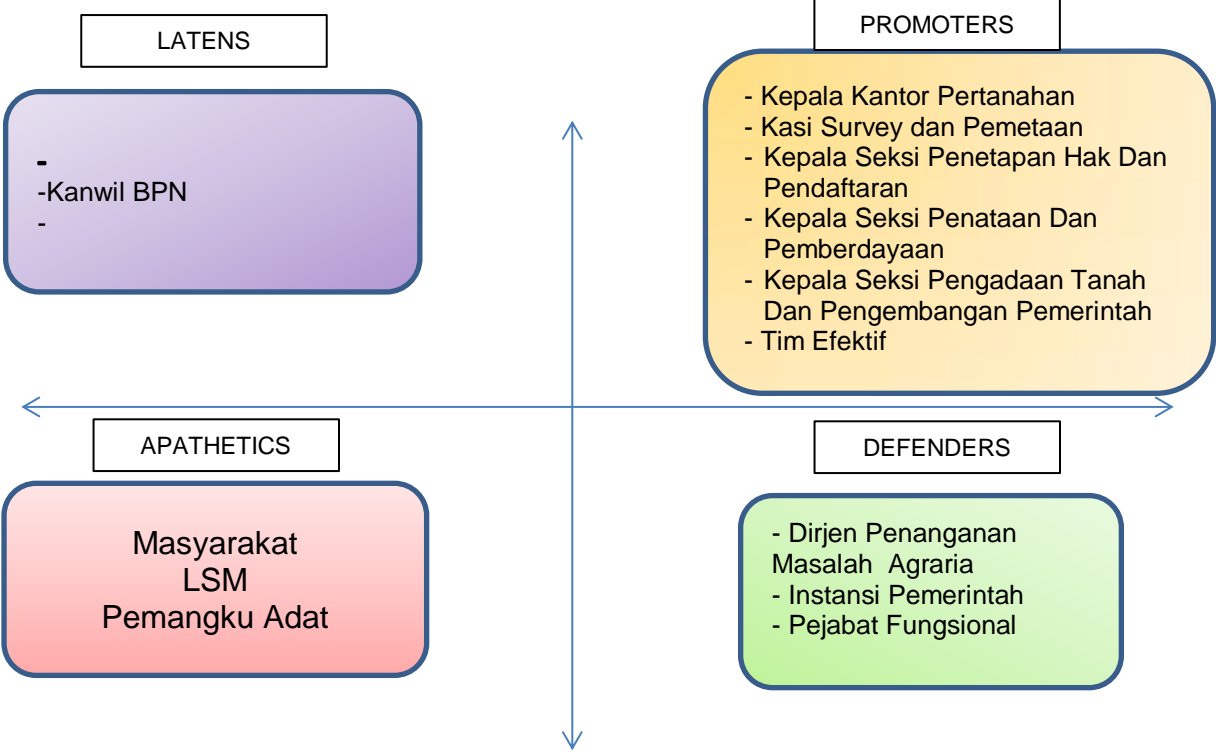 LATENS
-
-Kanwil BPN
-
PROMOTERS
- Kepala Kantor Pertanahan
- Kasi Survey dan Pemetaan
- Kepala Seksi Penetapan Hak Dan
Pendaftaran
- Kepala Seksi Penataan Dan
Pemberdayaan
- Kepala Seksi Pengadaan Tanah
Dan Pengembangan Pemerintah
- Tim Efektif
APATHETICS
Masyarakat
LSM
Pemangku Adat
DEFENDERS
- Dirjen Penanganan
Masalah  Agraria
- Instansi Pemerintah
- Pejabat Fungsional